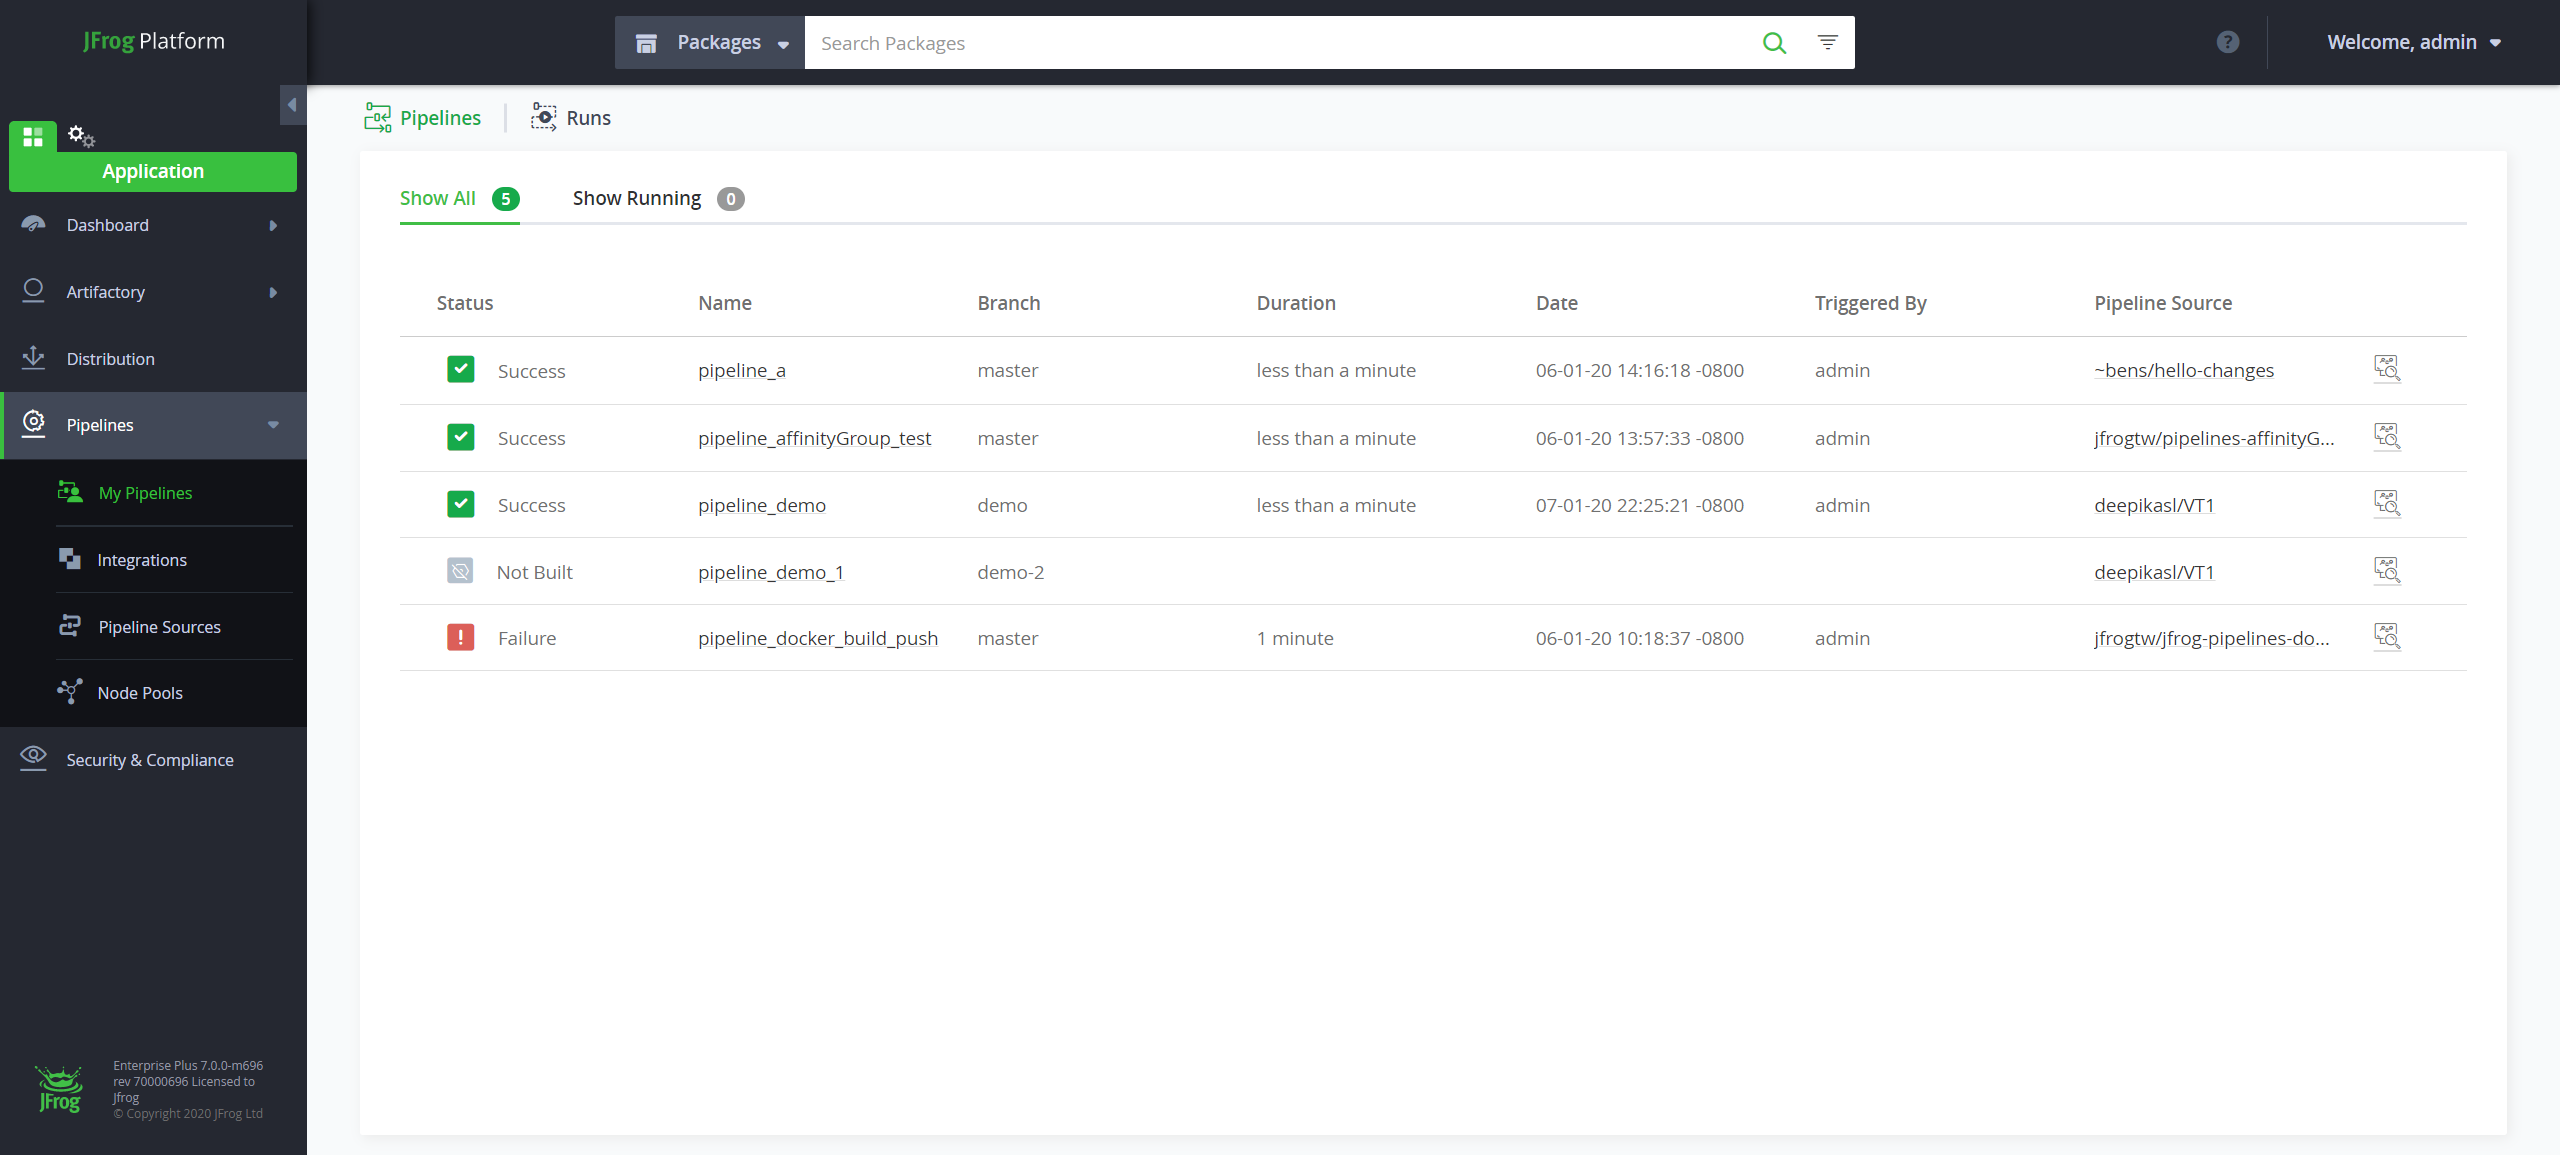 JFrog Platform
Packages
Search Packages
?
Welcome, admin
Application
Dashboard
Artifactory
Distribution
Pipelines
My Pipelines
Integrations
Pipeline Sources
Node Pools
Security & Compliance
JFrog
Enterprise Plus 7.0.0-m696
rev 70000696 Licensed to
Jfrog
© Copyright 2020 JFrog Ltd
Pipelines
Runs
Show All 5
Show Running 0
Status Name Branch Duration Date Triggered By Pipeline Source
Success pipeline_a master less than a minute 06-01-20 14:16:18 -0800 admin ~bens/hello-changes
Success pipeline_affinityGroup_test master less than a minute 06-01-20 13:57:33 -0800 admin jfrogtw/pipelines-affinityG...
Success pipeline_demo demo less than a minute 07-01-20 22:25:21 -0800 admin deepikasl/VT1
Not Built pipeline_demo_1 demo-2 deepikasl/VT1
Failure pipeline_docker_build_push master 1 minute 06-01-20 10:18:37 -0800 admin jfrogtw/jfrog-pipelines-do...